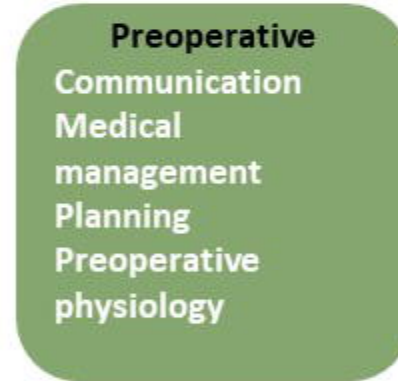 Preoperative
Communication
Medical
management
Planning
Preoperative
physiology